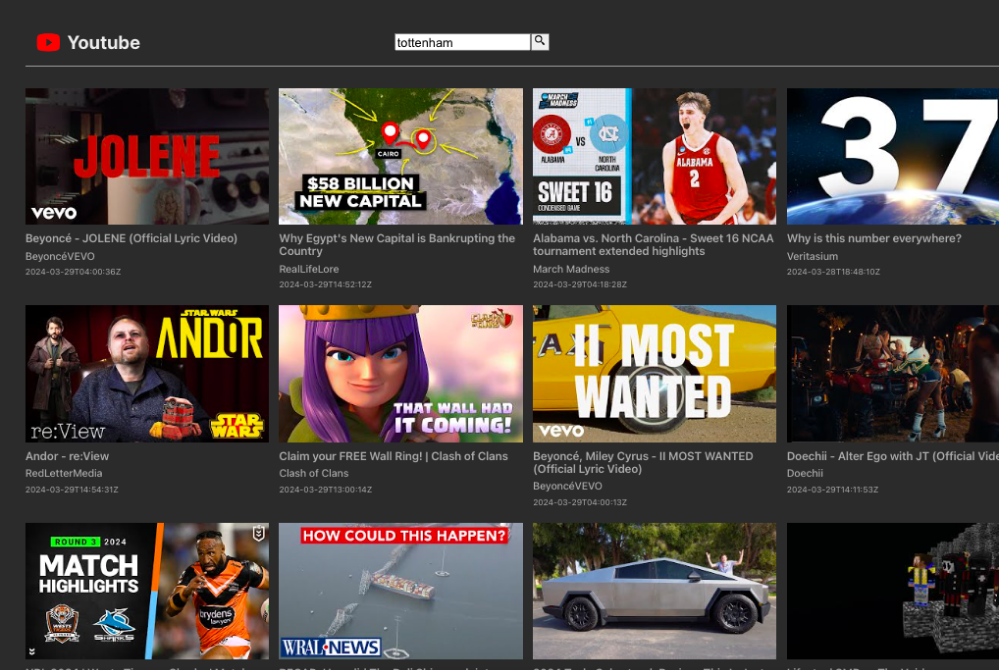 Youtube
tottenham
JOLENE
vevo
Beyoncé - JOLENE (Official Lyric Video)
BeyoncéVEVO
2024-03-29T04:00:36Z
CAIRO
$58 BILLION
NEW CAPITAL
Why Egypt's New Capital is Bankrupting the
Country
RealLifeLore
2024-03-29T14:52:12Z
MARCH
MADNESS
VS
ALABAMA
NORTH
CAROLINA
SWEET 16
CONDENSED GAME
ALABAMA
2
Alabama vs. North Carolina - Sweet 16 NCAA
tournament extended highlights
March Madness
2024-03-29T04:18:28Z
37
Why is this number everywhere?
Veritasium
2024-03-28T18:48:10Z
STAR WARS
ANDOR
re:View
STAR
WARS
Andor - re:View
RedLetterMedia
2024-03-29T14:54:31Z
CLASH OF CLANS
THAT WALL HAD
IT COMING!
Claim your FREE Wall Ring! | Clash of Clans
Clash of Clans
2024-03-29T13:00:14Z
TAXI
II MOST
WANTED
vevo
Beyoncé, Miley Cyrus - II MOST WANTED
(Official Lyric Video)
BeyoncéVEVO
2024-03-29T04:00:13Z
Doechii - Alter Ego with JT (Official Vide
Doechii
2024-03-29T14:11:53Z
ROUND 3 2024
MATCH
HIGHLIGHTS
SHARKS
brydens
lawyers
HOW COULD THIS HAPPEN?
WRAL NEWS